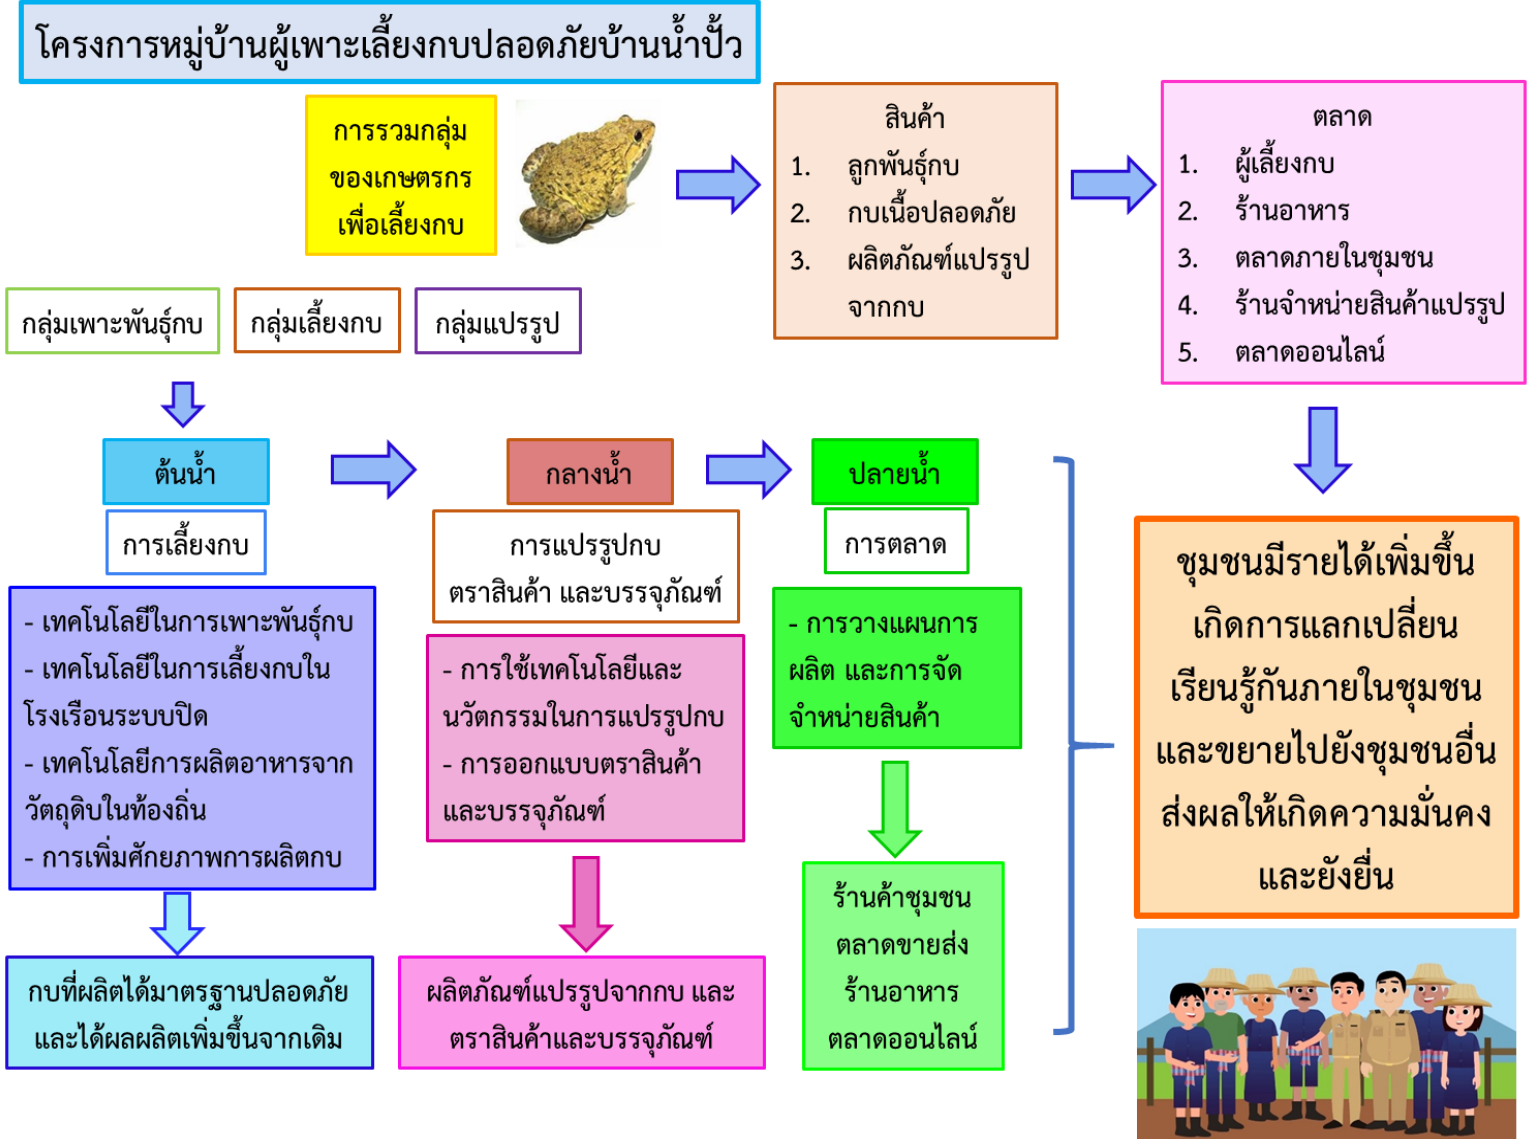 โครงการหมู่บ้านผู้เพาะเลี้ยงกบปลอดภัยบ้านน้ำปั้ว
การรวมกลุ่ม
ของเกษตรกร
เพื่อเลี้ยงกบ
สินค้า
1. ลูกพันธุ์กบ
2. กบเนื้อปลอดภัย
3. ผลิตภัณฑ์แปรรูป
จากกบ
ตลาด
1. ผู้เลี้ยงกบ
2. ร้านอาหาร
3. ตลาดภายในชุมชน
4. ร้านจำหน่ายสินค้าแปรรูป
5. ตลาดออนไลน์
กลุ่มเพาะพันธุ์กบ
กลุ่มเลี้ยงกบ
กลุ่มแปรรูป
ต้นน้ำ
การเลี้ยงกบ
- เทคโนโลยีในการเพาะพันธุ์กบ
- เทคโนโลยีในการเลี้ยงกบใน
โรงเรือนระบบปิด
- เทคโนโลยีการผลิตอาหารจาก
วัตถุดิบในท้องถิ่น
- การเพิ่มศักยภาพการผลิตกบ
กบที่ผลิตได้มาตรฐานปลอดภัย
และได้ผลผลิตเพิ่มขึ้นจากเดิม
กลางน้ำ
การแปรรูปกบ
ตราสินค้า และบรรจุภัณฑ์
- การใช้เทคโนโลยีและ
นวัตกรรมในการแปรรูปกบ
- การออกแบบตราสินค้า
และบรรจุภัณฑ์
ผลิตภัณฑ์แปรรูปจากกบ และ
ตราสินค้าและบรรจุภัณฑ์
ปลายน้ำ
การตลาด
- การวางแผนการ
ผลิต และการจัด
จำหน่ายสินค้า
ร้านค้าชุมชน
ตลาดขายส่ง
ร้านอาหาร
ตลาดออนไลน์
ชุมชนมีรายได้เพิ่มขึ้น
เกิดการแลกเปลี่ยน
เรียนรู้กันภายในชุมชน
และขยายไปยังชุมชนอื่น
ส่งผลให้เกิดความมั่นคง
และยังยื่น